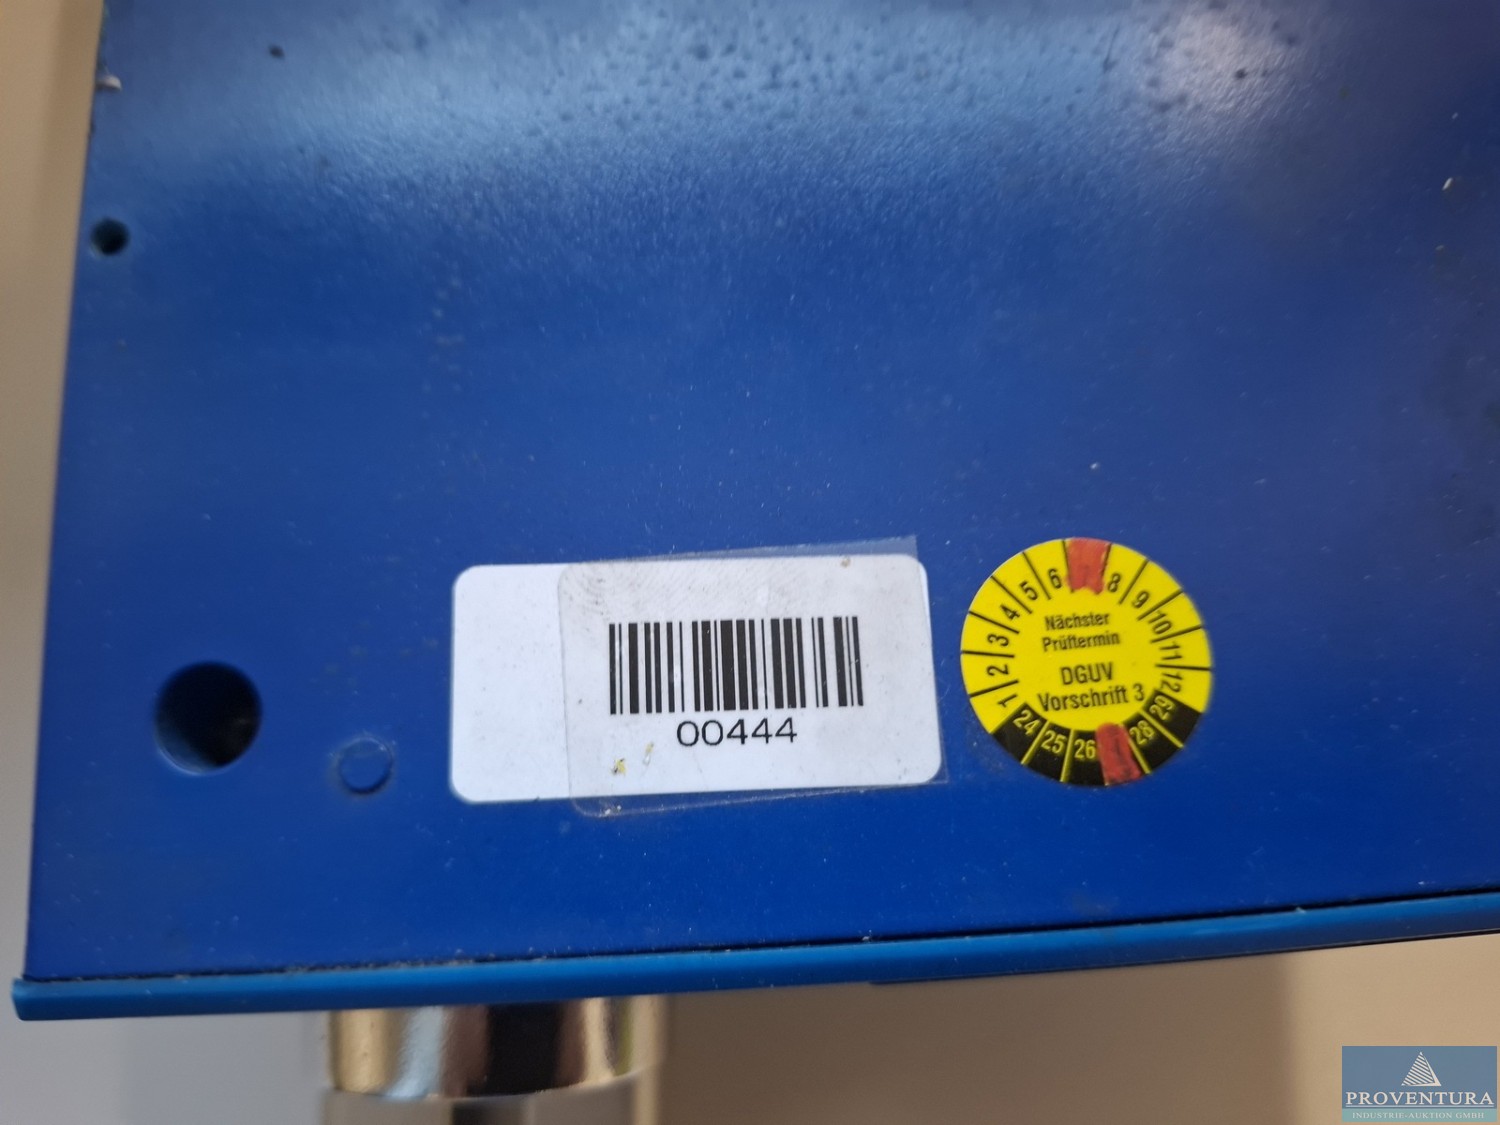 00444
1 2 3 4 5 6 8 9 10 11 12
Nächster
Prüftermin
DGUV
Vorschrift 3
24 25 26 28 29
PROVENTURA
INDUSTRIE-AUKTION GMBH